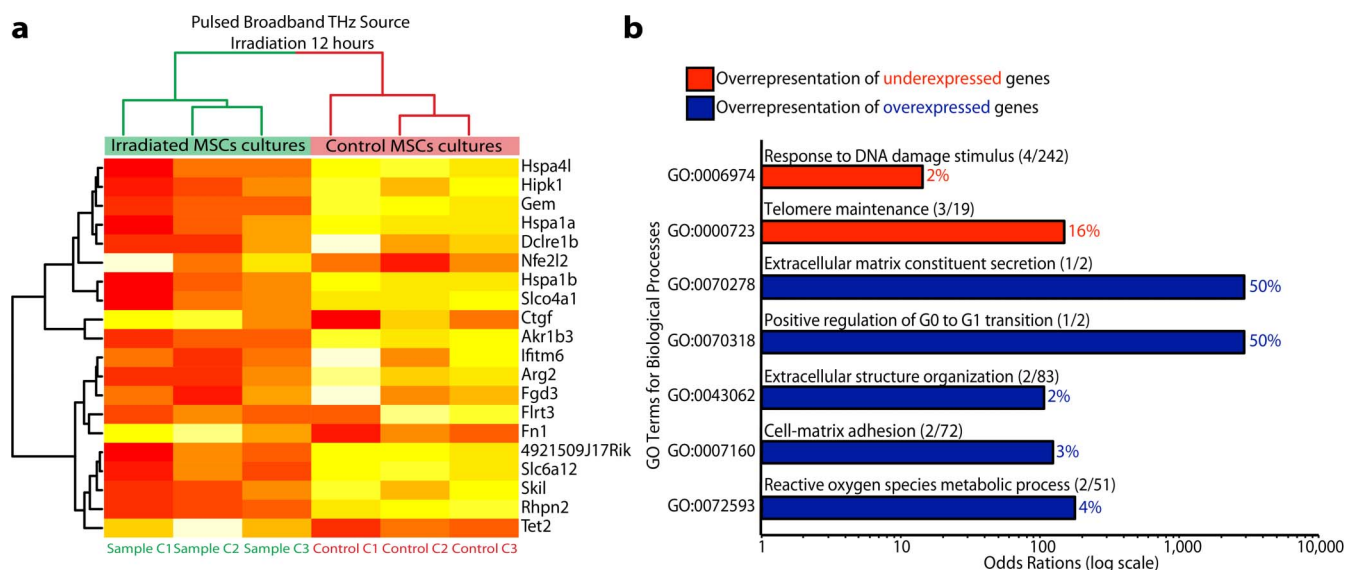 a
Pulsed Broadband THz Source
Irradiation 12 hours
Irradiated MSCs cultures
Control MSCs cultures
Hspa4l
Hipk1
Gem
Hspa1a
Dclre1b
Nfe2l2
Hspa1b
Slco4a1
Ctgf
Akr1b3
Ifitm6
Arg2
Fgd3
Flrt3
Fn1
4921509J17Rik
Slc6a12
Skil
Rhpn2
Tet2
Sample C1 Sample C2 Sample C3 Control C1 Control C2 Control C3
b
Overrepresentation of underexpressed genes
Overrepresentation of overexpressed genes
GO Terms for Biological Processes
Response to DNA damage stimulus (4/242)
GO:0006974 2%
Telomere maintenance (3/19)
GO:0000723 16%
Extracellular matrix constituent secretion (1/2)
GO:0070278 50%
Positive regulation of G0 to G1 transition (1/2)
GO:0070318 50%
Extracellular structure organization (2/83)
GO:0043062 2%
Cell-matrix adhesion (2/72)
GO:0007160 3%
Reactive oxygen species metabolic process (2/51)
GO:0072593 4%
1 10 100 1,000 10,000
Odds Rations (log scale)